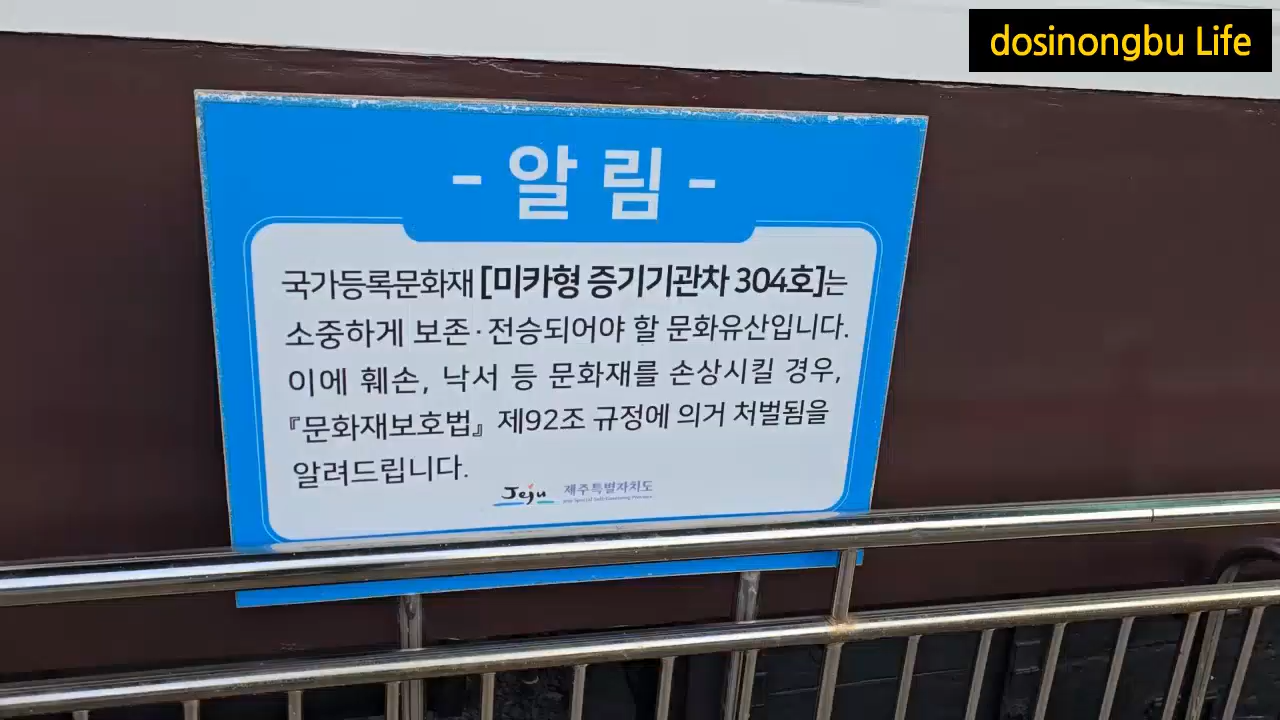 dosinongbu Life
- 알 림 -
국가등록문화재 [미카형 증기기관차 304호]는
소중하게 보존·전승되어야 할 문화유산입니다.
이에 훼손, 낙서 등 문화재를 손상시킬 경우,
『문화재보호법』 제92조 규정에 의거 처벌됨을
알려드립니다.
Jeju 제주특별자치도